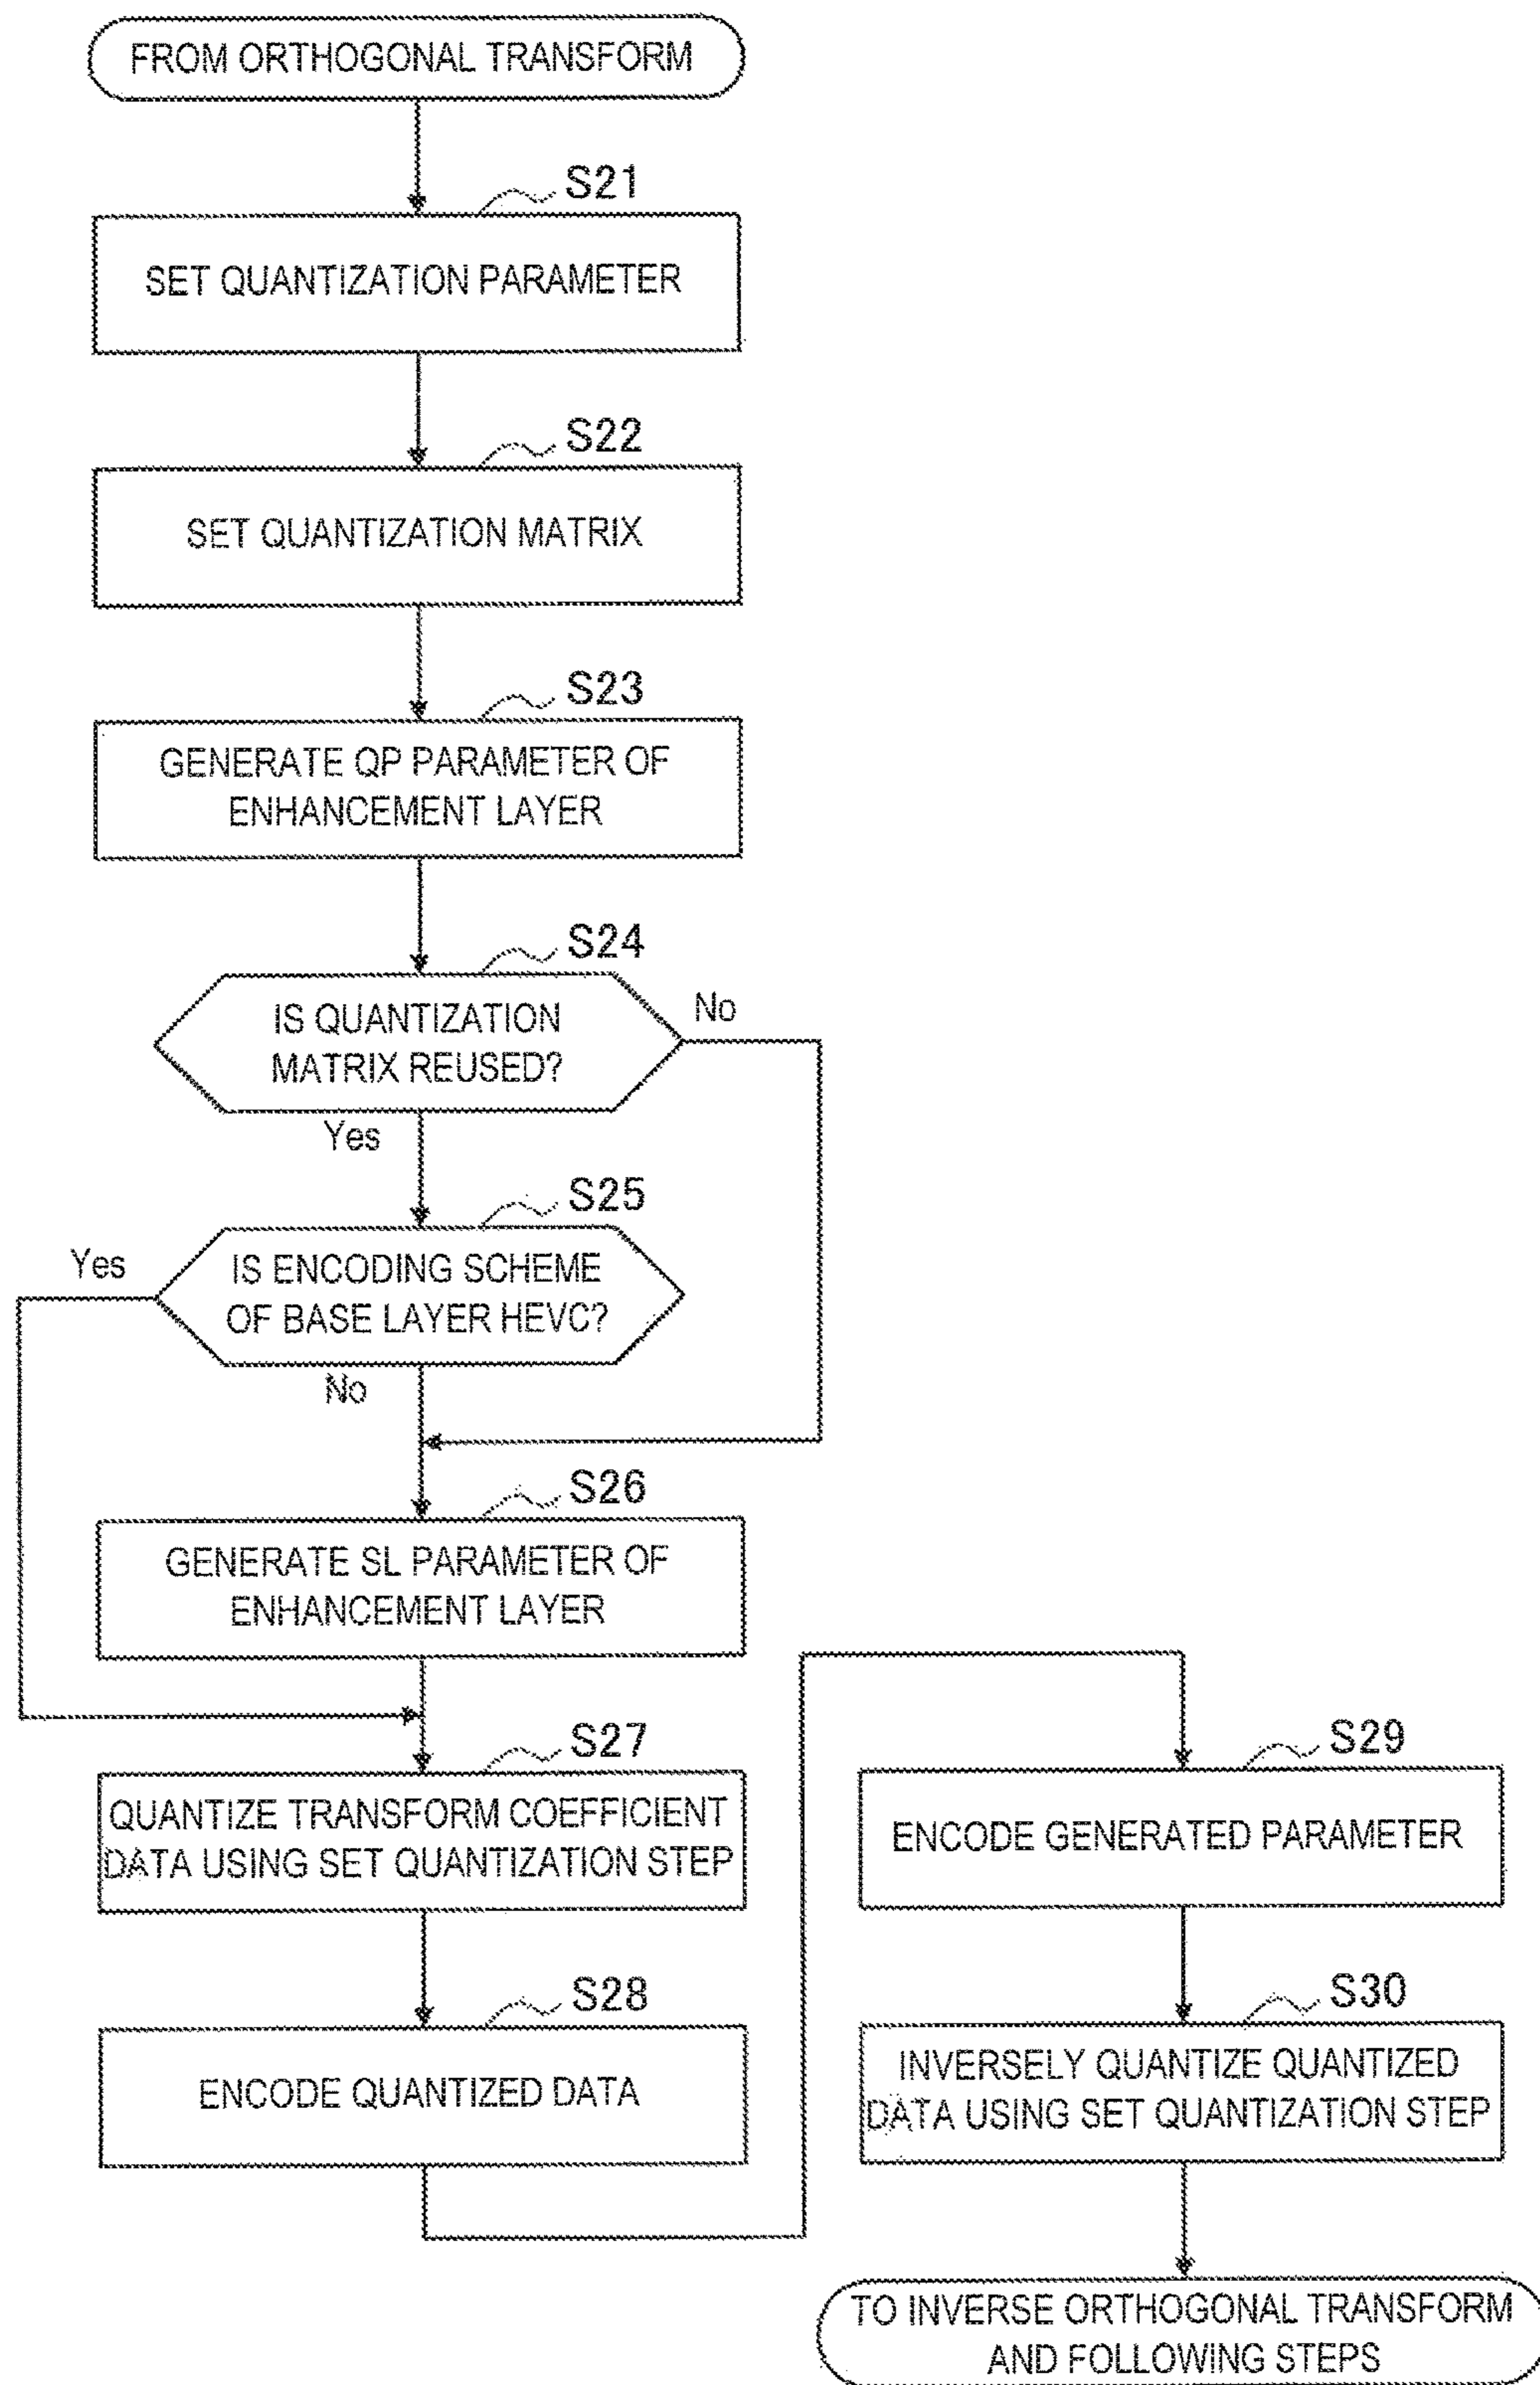 FROM ORTHOGONAL TRANSFORM
S21
SET QUANTIZATION PARAMETER
S22
SET QUANTIZATION MATRIX
S23
GENERATE QP PARAMETER OF
ENHANCEMENT LAYER
S24
IS QUANTIZATION
MATRIX REUSED?
No
Yes
S25
IS ENCODING SCHEME
OF BASE LAYER HEVC?
Yes
No
S26
GENERATE SL PARAMETER OF
ENHANCEMENT LAYER
S27
QUANTIZE TRANSFORM COEFFICIENT
DATA USING SET QUANTIZATION STEP
S28
ENCODE QUANTIZED DATA
S29
ENCODE GENERATED PARAMETER
S30
INVERSELY QUANTIZE QUANTIZED
DATA USING SET QUANTIZATION STEP
TO INVERSE ORTHOGONAL TRANSFORM
AND FOLLOWING STEPS